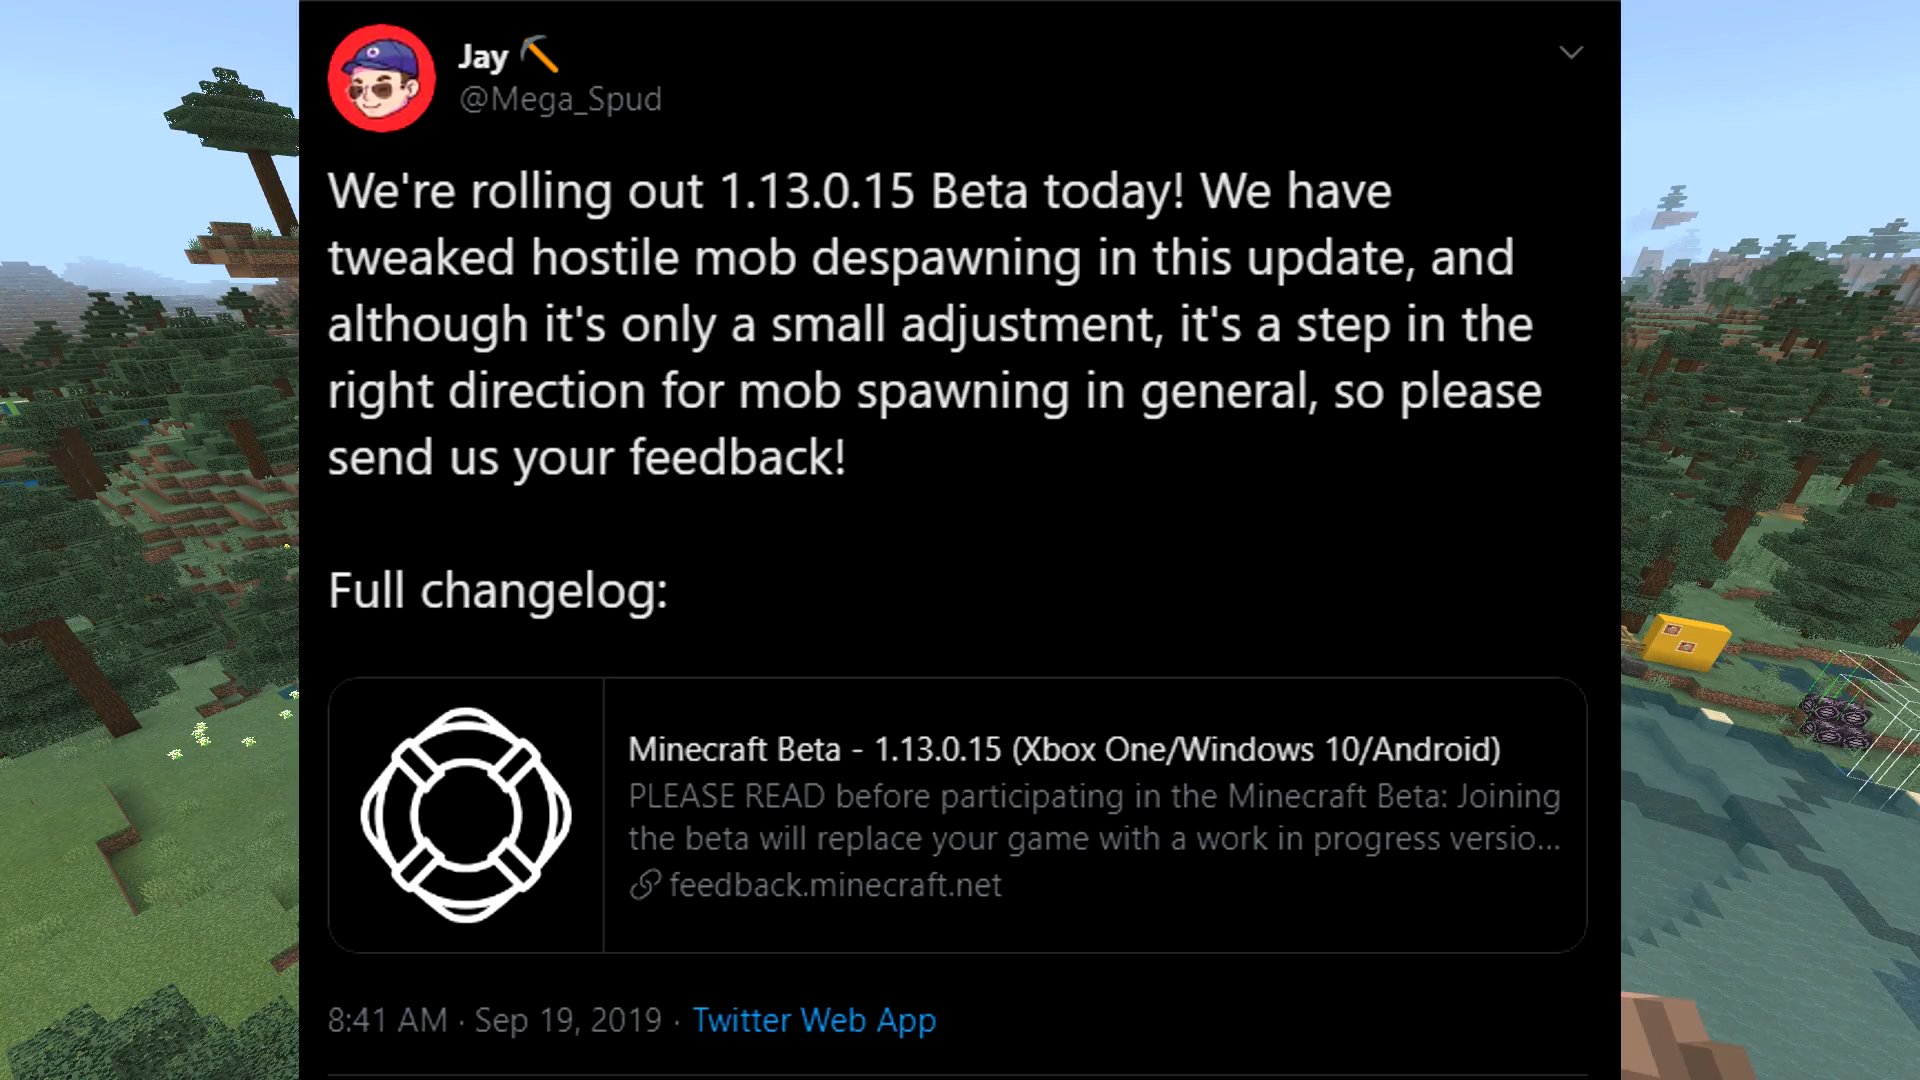 Jay
@Mega_Spud
We're rolling out 1.13.0.15 Beta today! We have
tweaked hostile mob despawning in this update, and
although it's only a small adjustment, it's a step in the
right direction for mob spawning in general, so please
send us your feedback!
Full changelog:
Minecraft Beta - 1.13.0.15 (Xbox One/Windows 10/Android)
PLEASE READ before participating in the Minecraft Beta: Joining
the beta will replace your game with a work in progress versio...
feedback.minecraft.net
8:41 AM · Sep 19, 2019 · Twitter Web App